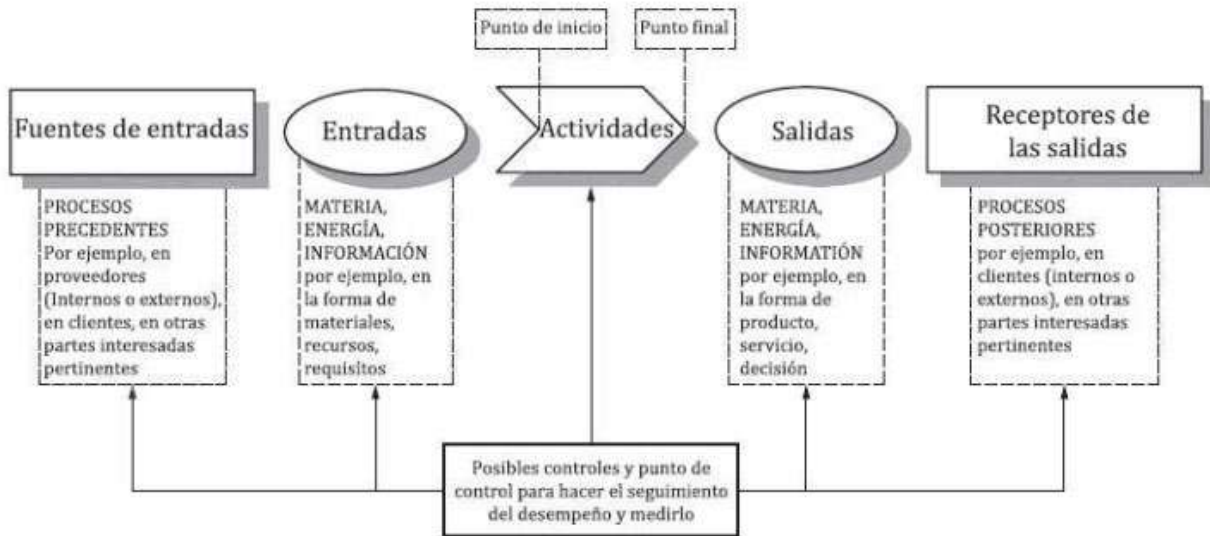 Punto de inicio
Punto final
Fuentes de entradas
Entradas
Actividades
Salidas
Receptores de
las salidas
PROCESOS
PRECEDENTES
Por ejemplo, en
proveedores
(Internos o externos),
en clientes, en otras
partes interesadas
pertinentes
MATERIA,
ENERGÍA,
INFORMACIÓN
por ejemplo, en
la forma de
materiales,
recursos,
requisitos
MATERIA,
ENERGÍA,
INFORMATIÓN
por ejemplo, en
la forma de
producto,
servicio,
decisión
PROCESOS
POSTERIORES
por ejemplo, en
clientes (internos o
externos), en otras
partes interesadas
pertinentes
Posibles controles y punto de
control para hacer el seguimiento
del desempeño y medirlo